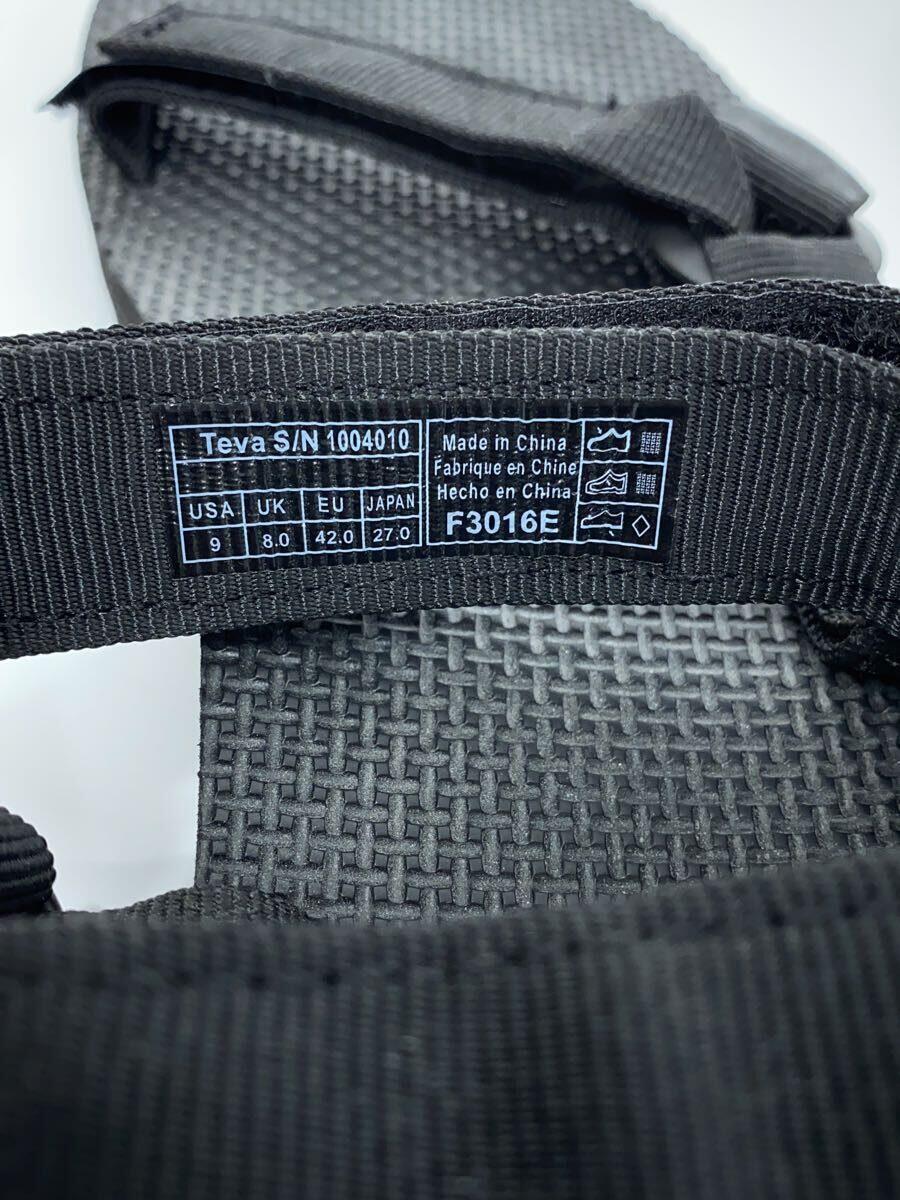 Teva S/N 1004010
USA UK EU JAPAN
9 8.0 42.0 27.0
Made in China
Fabrique en Chine
Hecho en China
F3016E